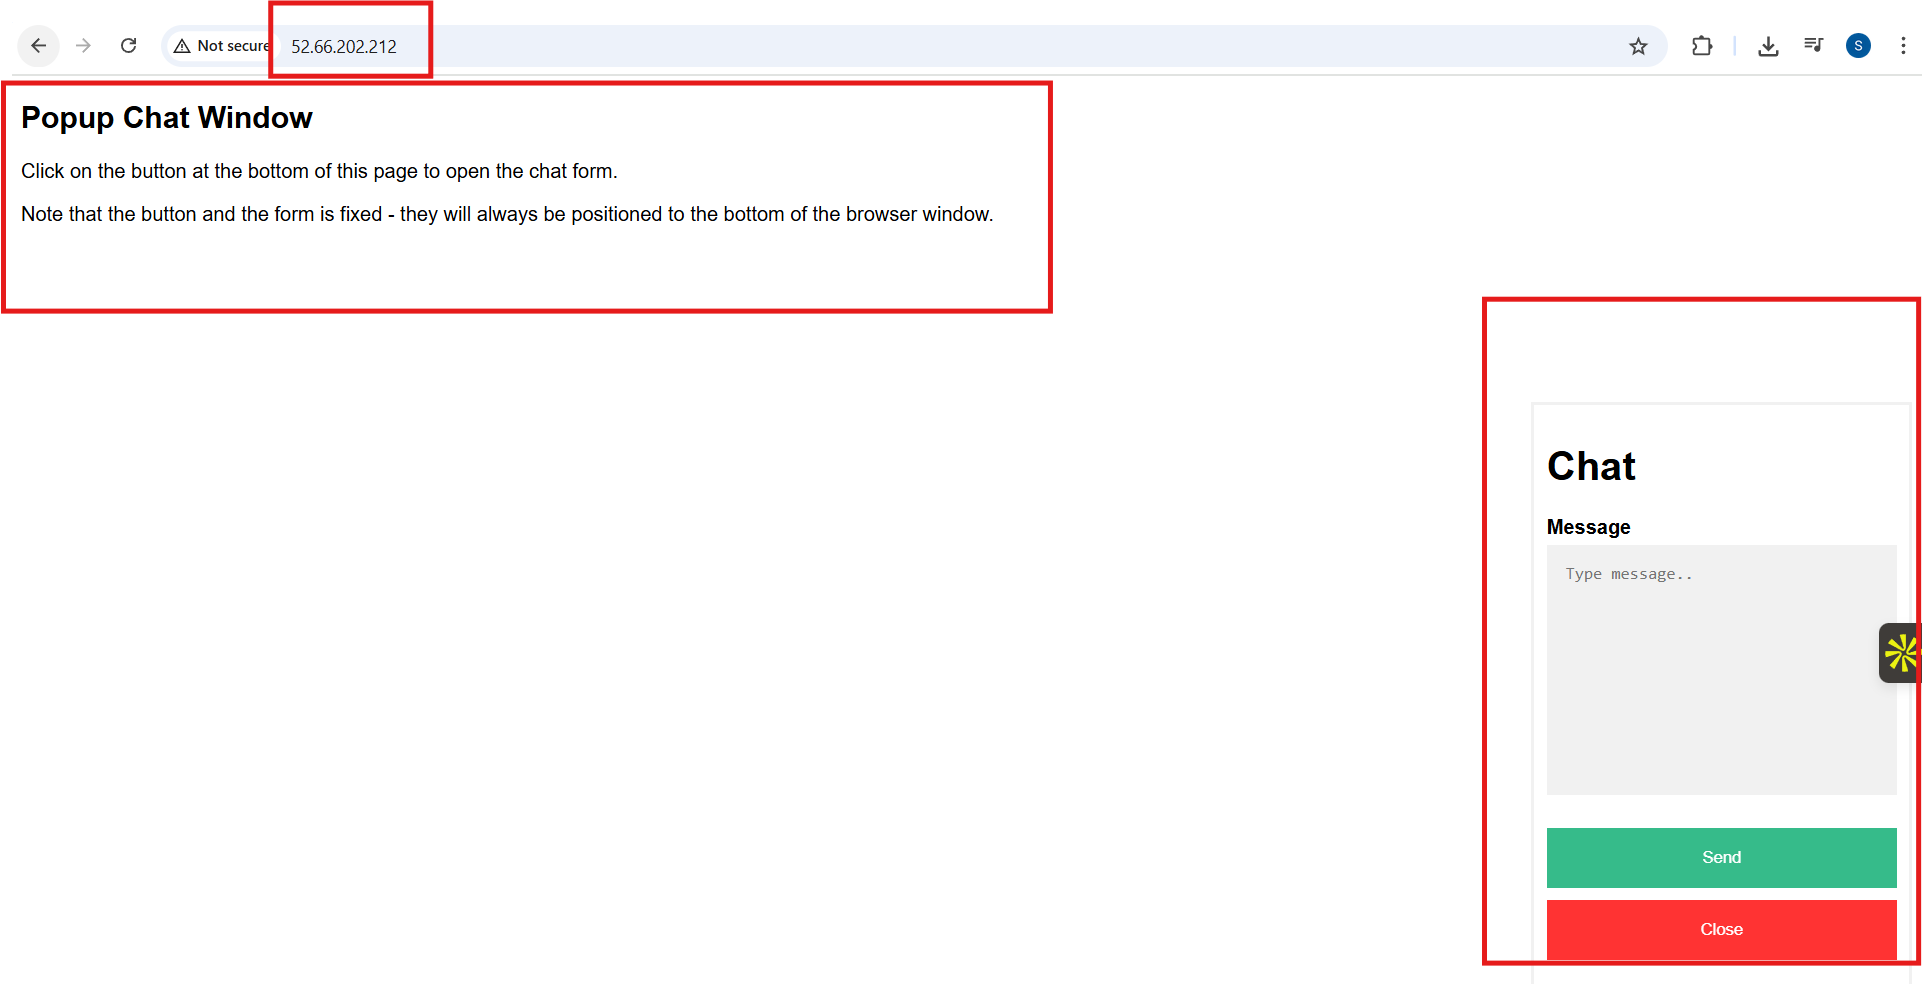 Not secure 52.66.202.212
S
Popup Chat Window
Click on the button at the bottom of this page to open the chat form.
Note that the button and the form is fixed - they will always be positioned to the bottom of the browser window.
Chat
Message
Type message..
Send
Close